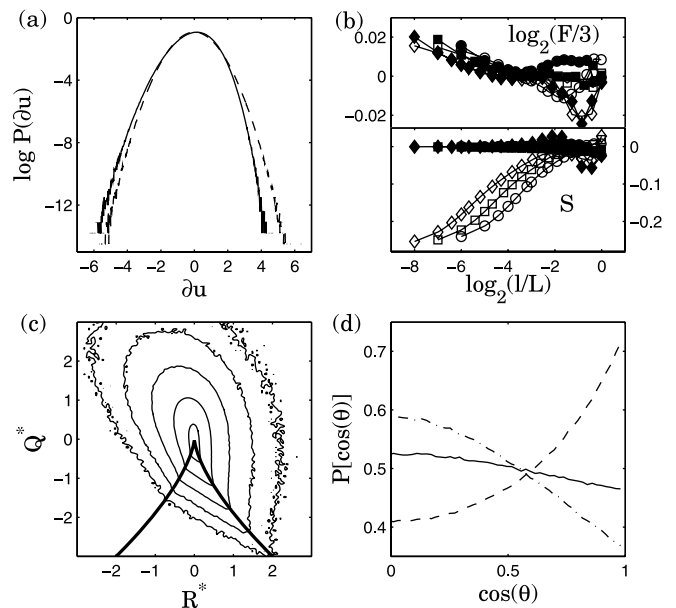 (a)
0
−4
−8
−12
log P(∂u)
−6 −4 −2 0 2 4 6
∂u
(b)
log₂(F/3)
0.02
0
−0.02
0
−0.1
−0.2
S
−8 −6 −4 −2 0
log₂(l/L)
(c)
2
1
0
−1
−2
Q*
−2 −1 0 1 2
R*
(d)
0.7
0.6
0.5
0.4
P[cos(θ)]
0 0.5 1
cos(θ)